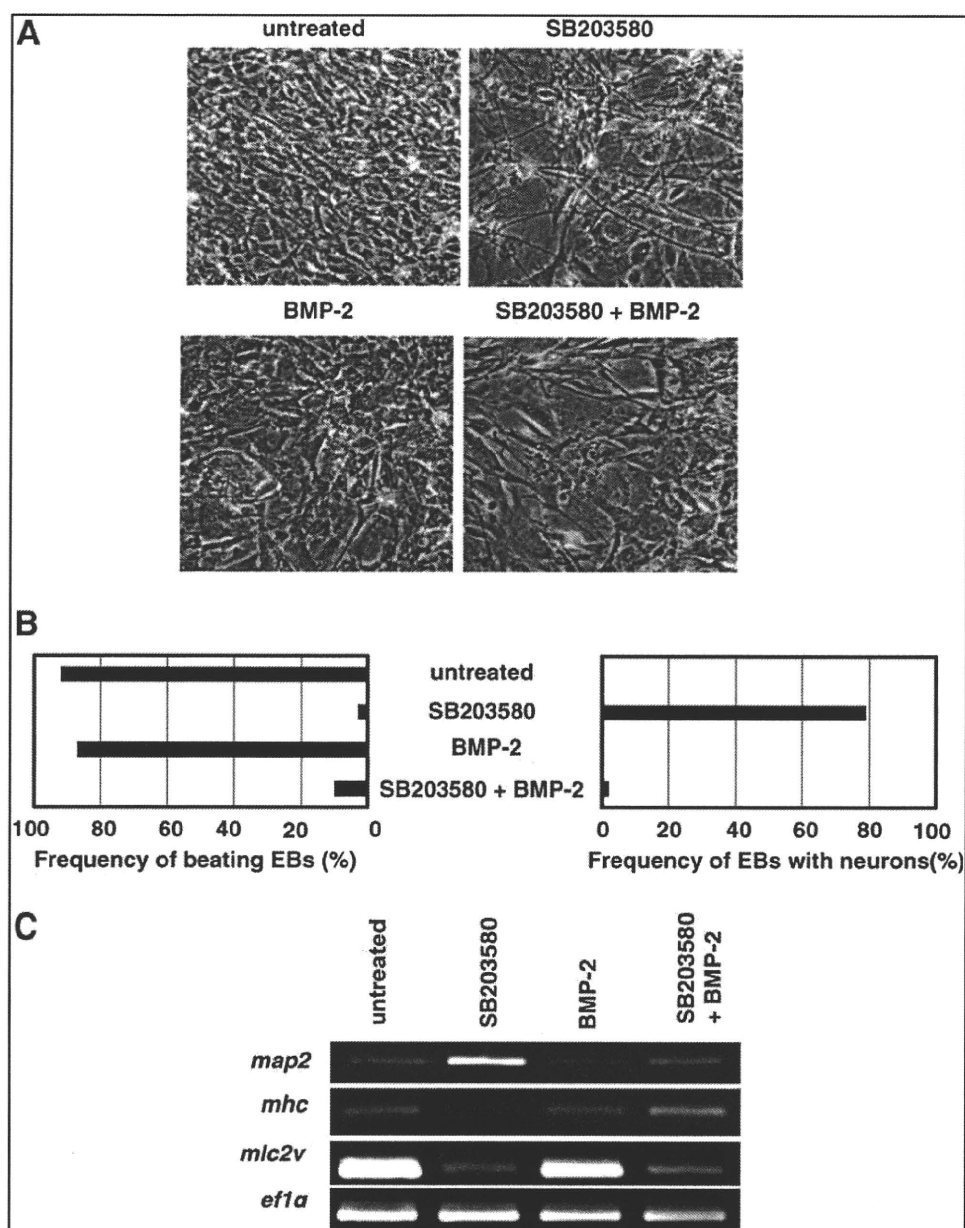 A
untreated
SB203580
BMP-2
SB203580 + BMP-2
B
untreated
SB203580
BMP-2
SB203580 + BMP-2
100 80 60 40 20 0
0 20 40 60 80 100
Frequency of beating EBs (%)
Frequency of EBs with neurons(%)
C
untreated
SB203580
BMP-2
SB203580
+ BMP-2
map2
mhc
mlc2v
ef1α